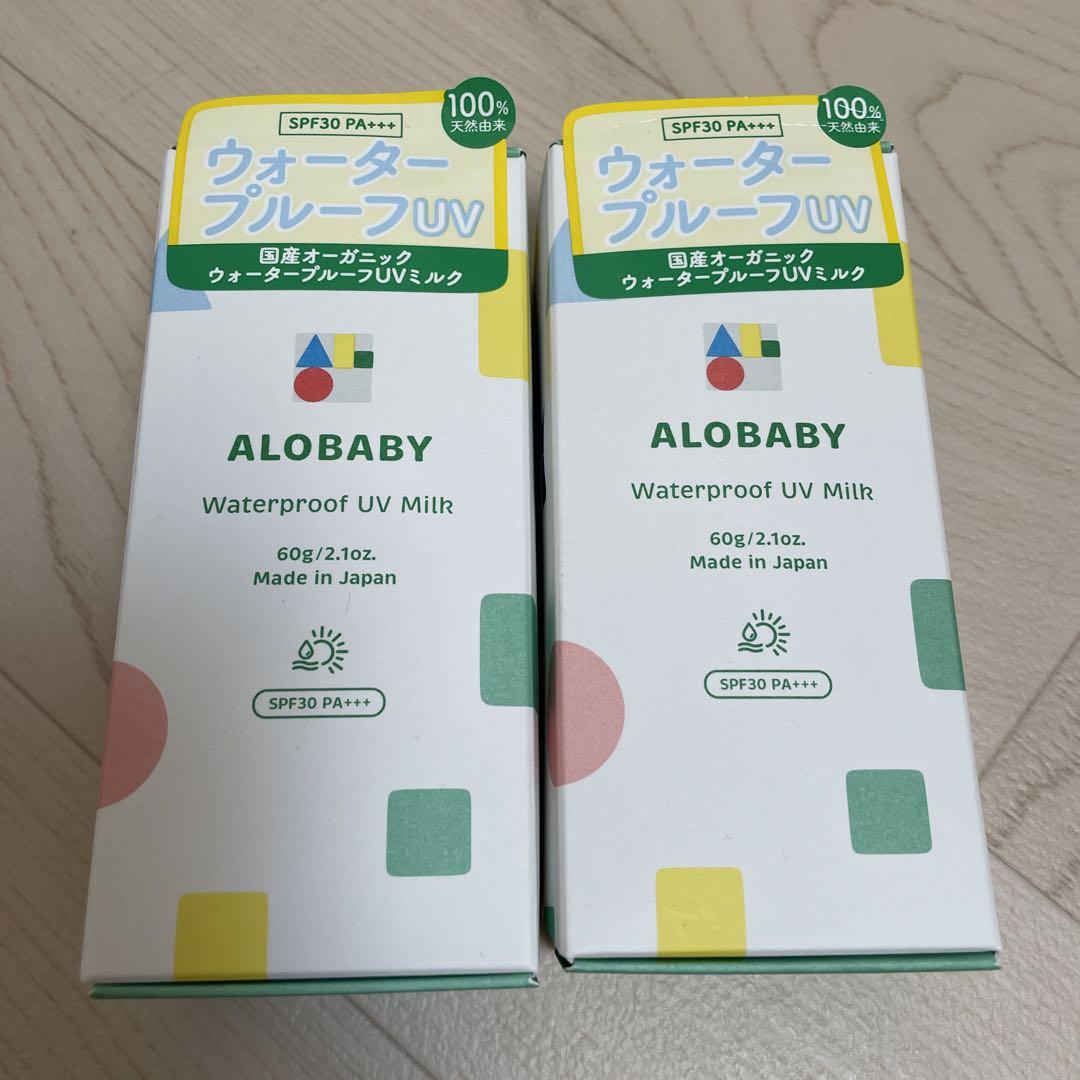 SPF30 PA+++
100%
天然由来
ウォーター
プルーフUV
国産オーガニック
ウォータープルーフUVミルク
ALOBABY
Waterproof UV Milk
60g/2.1oz.
Made in Japan
SPF30 PA+++
SPF30 PA+++
100%
天然由来
ウォーター
プルーフUV
国産オーガニック
ウォータープルーフUVミルク
ALOBABY
Waterproof UV Milk
60g/2.1oz.
Made in Japan
SPF30 PA+++